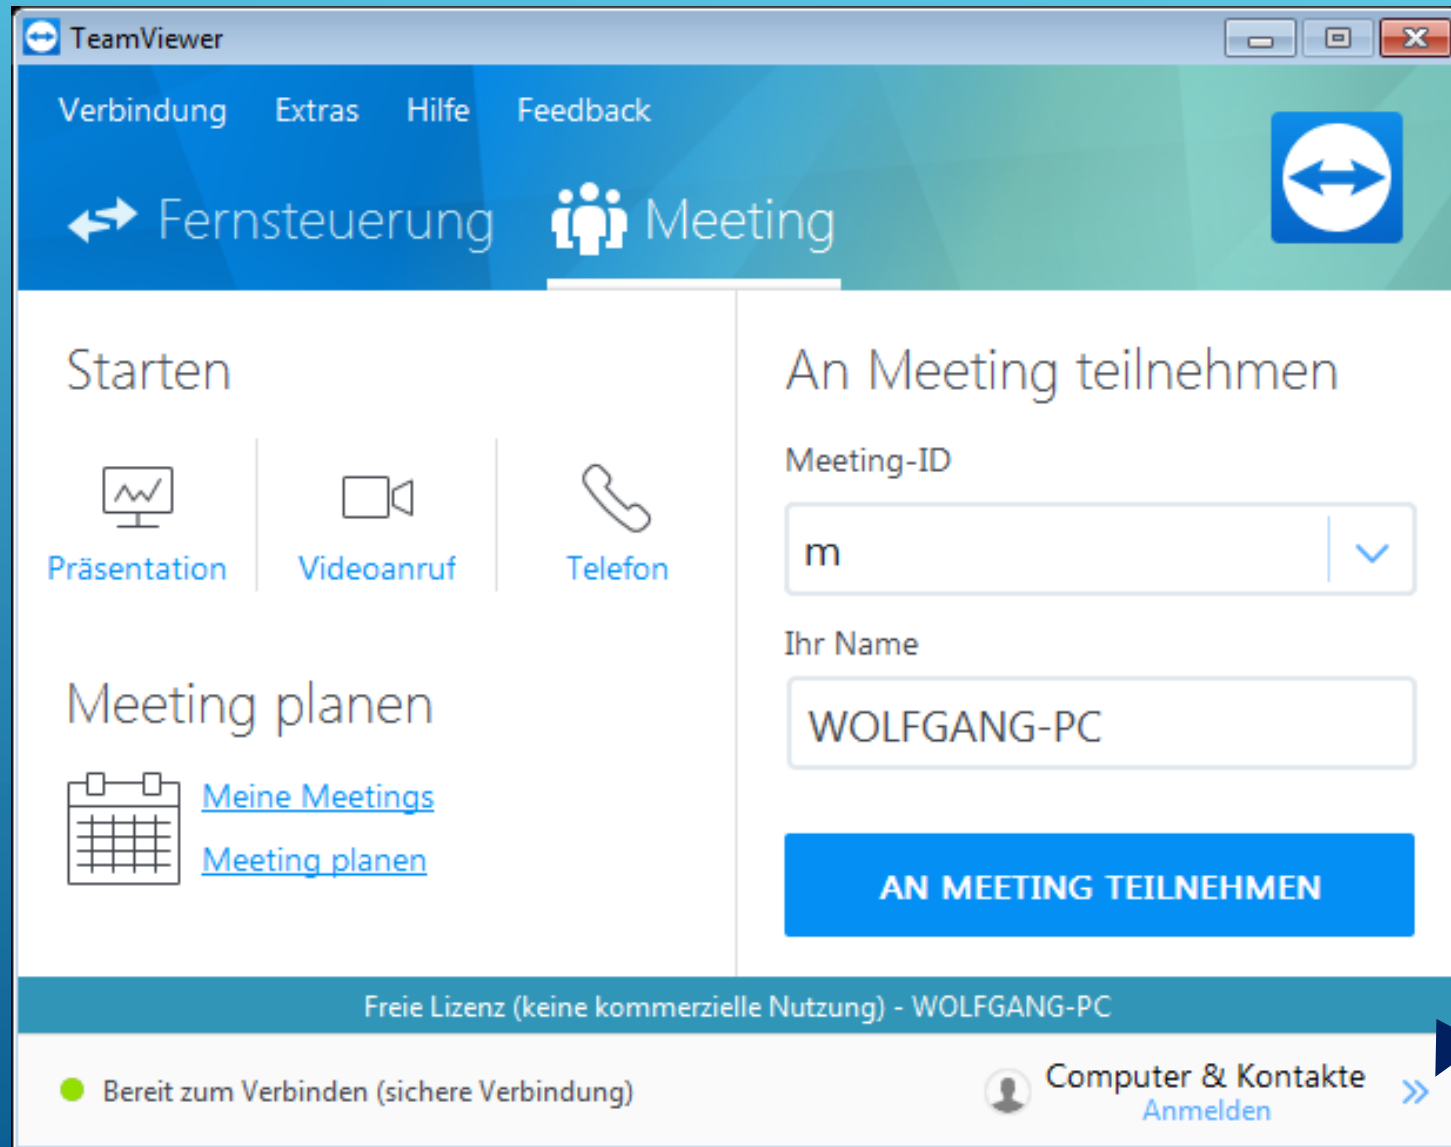 TeamViewer
Verbindung Extras Hilfe Feedback
Fernsteuerung Meeting
Starten
Präsentation Videoanruf Telefon
Meeting planen
Meine Meetings
Meeting planen
An Meeting teilnehmen
Meeting-ID
m
Ihr Name
WOLFGANG-PC
AN MEETING TEILNEHMEN
Freie Lizenz (keine kommerzielle Nutzung) - WOLFGANG-PC
Bereit zum Verbinden (sichere Verbindung)
Computer & Kontakte
Anmelden